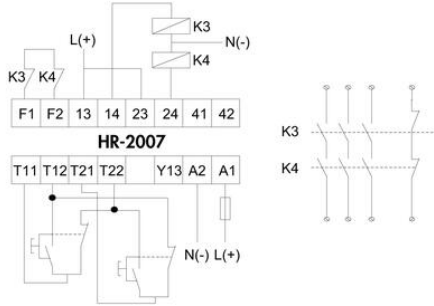 K3
L(+)
N(-)
K3
K4
K4
F1 F2 13 14 23 24 41 42
HR-2007
T11 T12 T21 T22 Y13 A2 A1
N(-) L(+)
K3
K4